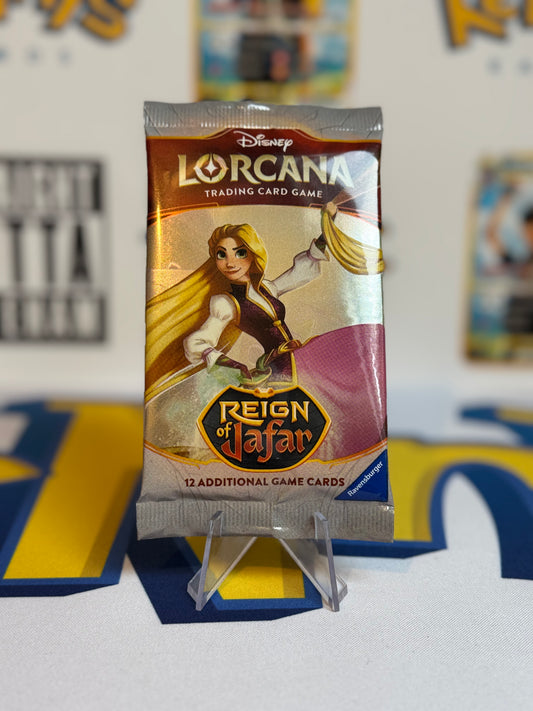 Disney
LORCANA
TRADING CARD GAME
REIGN
of Jafar
12 ADDITIONAL GAME CARDS
Ravensburger